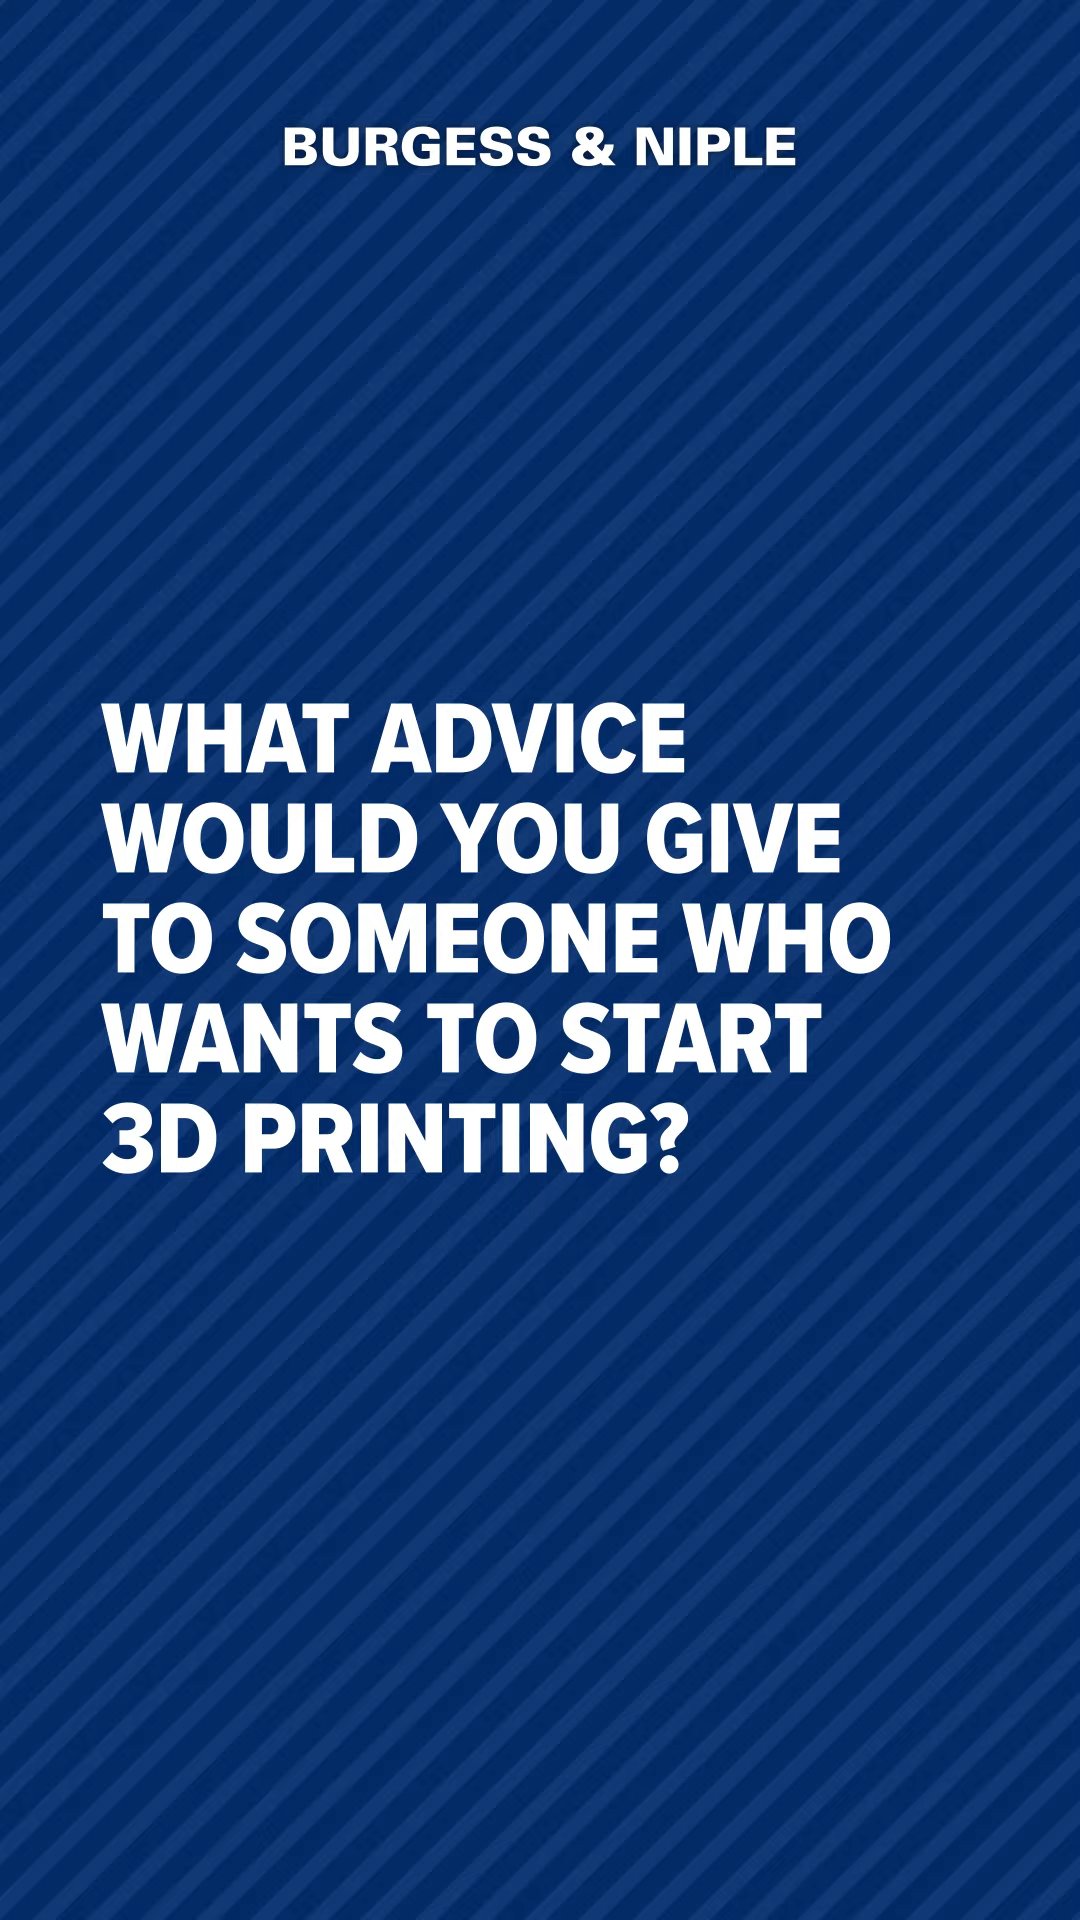 BURGESS & NIPLE
WHAT ADVICE
WOULD YOU GIVE
TO SOMEONE WHO
WANTS TO START
3D PRINTING?